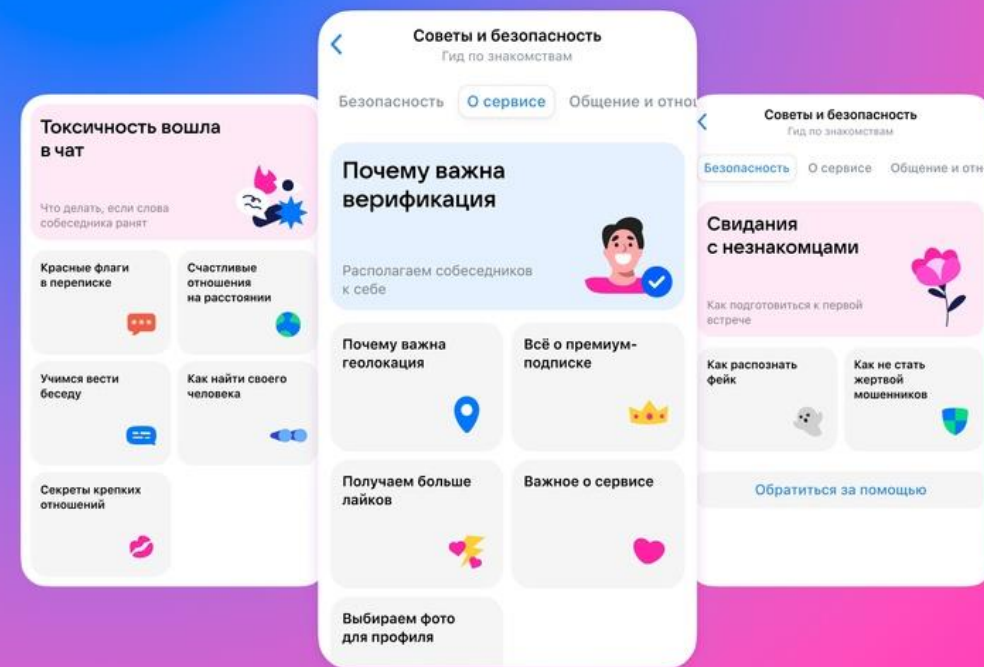 Токсичность вошла
в чат
Что делать, если слова
собеседника ранят
Красные флаги
в переписке
Счастливые
отношения
на расстоянии
Учимся вести
беседу
Как найти своего
человека
Секреты крепких
отношений
Советы и безопасность
Гид по знакомствам
Безопасность
О сервисе
Общение и отно
Почему важна
верификация
Располагаем собеседников
к себе
Почему важна
геолокация
Всё о премиум-
подписке
Получаем больше
лайков
Важное о сервисе
Выбираем фото
для профиля
Советы и безопасность
Гид по знакомствам
Безопасность
О сервисе
Общение и отн
Свидания
с незнакомцами
Как подготовиться к первой
встрече
Как распознать
фейк
Как не стать
жертвой
мошенников
Обратиться за помощью